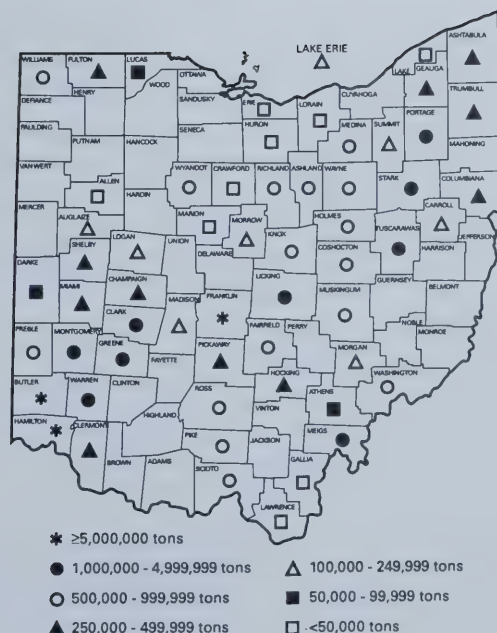 LAKE ERIE
ASHTABULA
WILLIAMS
FULTON
LUCAS
OTTAWA
LAKE
GEAUGA
HENRY
WOOD
ERIE
LORAIN
CUYAHOGA
TRUMBULL
DEFIANCE
SANDUSKY
HURON
MEDINA
SUMMIT
PORTAGE
PAULDING
PUTNAM
HANCOCK
SENECA
MAHONING
VAN WERT
ALLEN
WYANDOT
CRAWFORD
RICHLAND
ASHLAND
WAYNE
STARK
COLUMBIANA
HARDIN
MERCER
AUGLAIZE
MARION
MORROW
HOLMES
CARROLL
TUSCARAWAS
JEFFERSON
SHELBY
LOGAN
UNION
DELAWARE
KNOX
COSHOCTON
HARRISON
DARKE
MIAMI
CHAMPAIGN
LICKING
GUERNSEY
BELMONT
CLARK
MADISON
FRANKLIN
MUSKINGUM
PREBLE
MONTGOMERY
GREENE
FAIRFIELD
PERRY
NOBLE
MONROE
FAYETTE
PICKAWAY
MORGAN
WASHINGTON
BUTLER
WARREN
CLINTON
ROSS
HOCKING
ATHENS
HAMILTON
CLERMONT
HIGHLAND
VINTON
MEIGS
BROWN
ADAMS
PIKE
JACKSON
SCIOTO
GALLIA
LAWRENCE
≥5,000,000 tons
1,000,000 - 4,999,999 tons
500,000 - 999,999 tons
250,000 - 499,999 tons
100,000 - 249,999 tons
50,000 - 99,999 tons
<50,000 tons